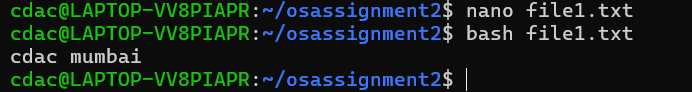 cdac@LAPTOP-VV8PIAPR:~/osassignment2$ nano file1.txt
cdac@LAPTOP-VV8PIAPR:~/osassignment2$ bash file1.txt
cdac mumbai
cdac@LAPTOP-VV8PIAPR:~/osassignment2$